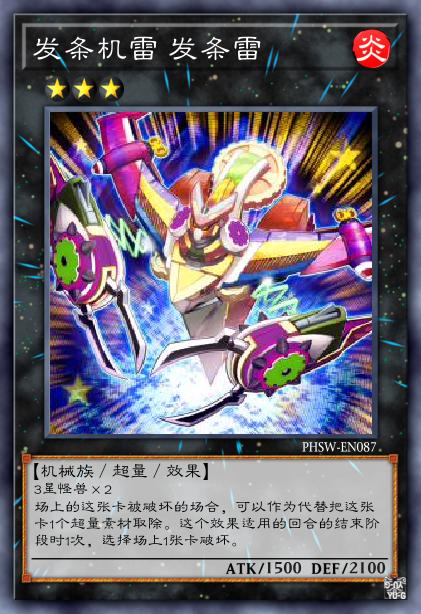 发条机雷 发条雷
炎
PHSW-EN087
【机械族／超量／效果】
3星怪兽×2
场上的这张卡被破坏的场合，可以作为代替把这张
卡1个超量素材取除。这个效果适用的回合的结束阶
段时1次，选择场上1张卡破坏。
ATK/1500 DEF/2100